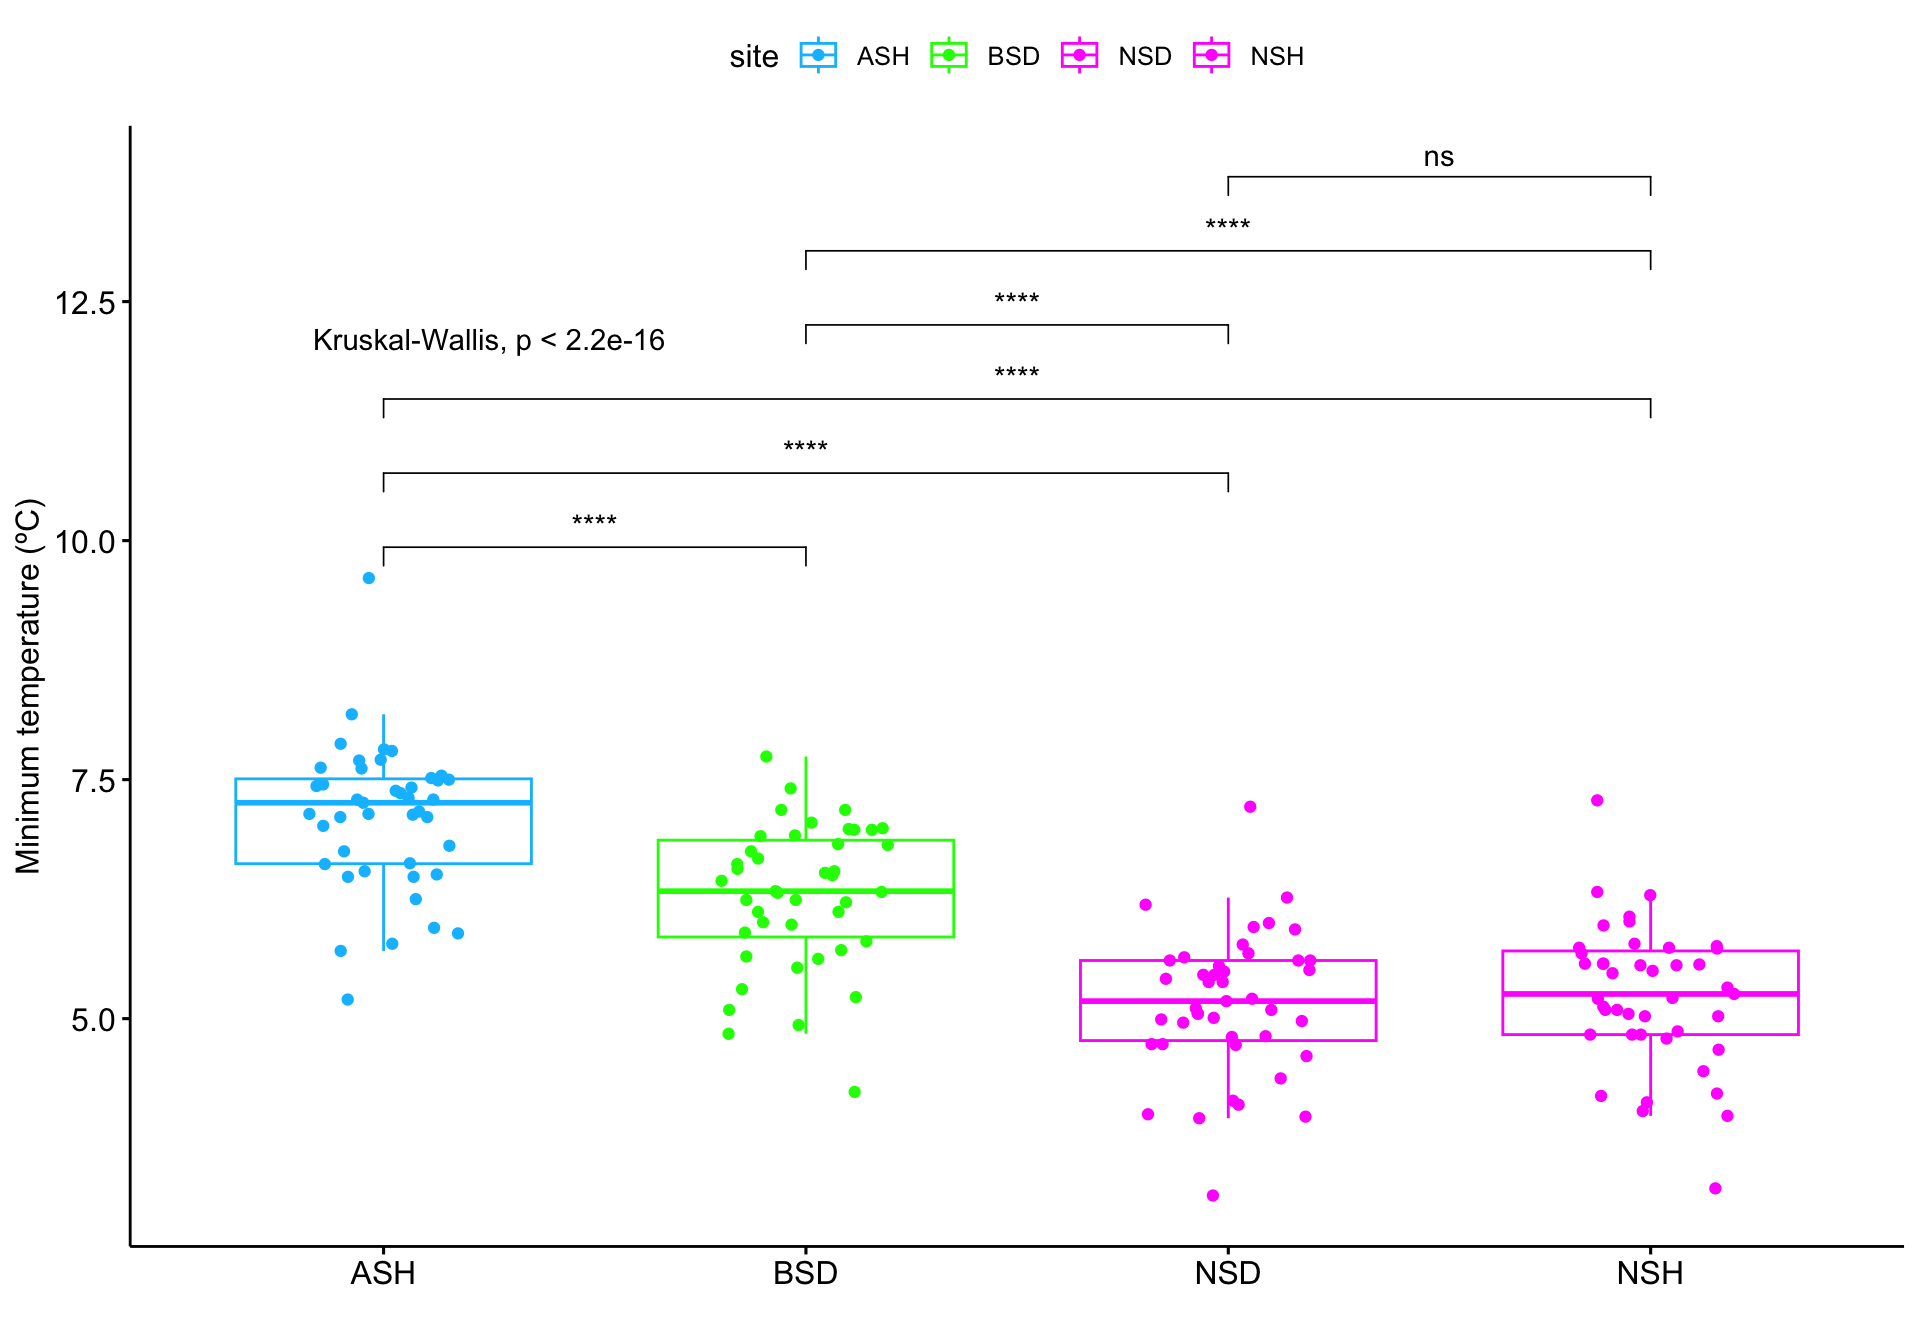 site ASH BSD NSD NSH
ns
****
12.5
****
Kruskal-Wallis, p < 2.2e-16
****
****
****
10.0
7.5
5.0
Minimum temperature (ºC)
ASH BSD NSD NSH